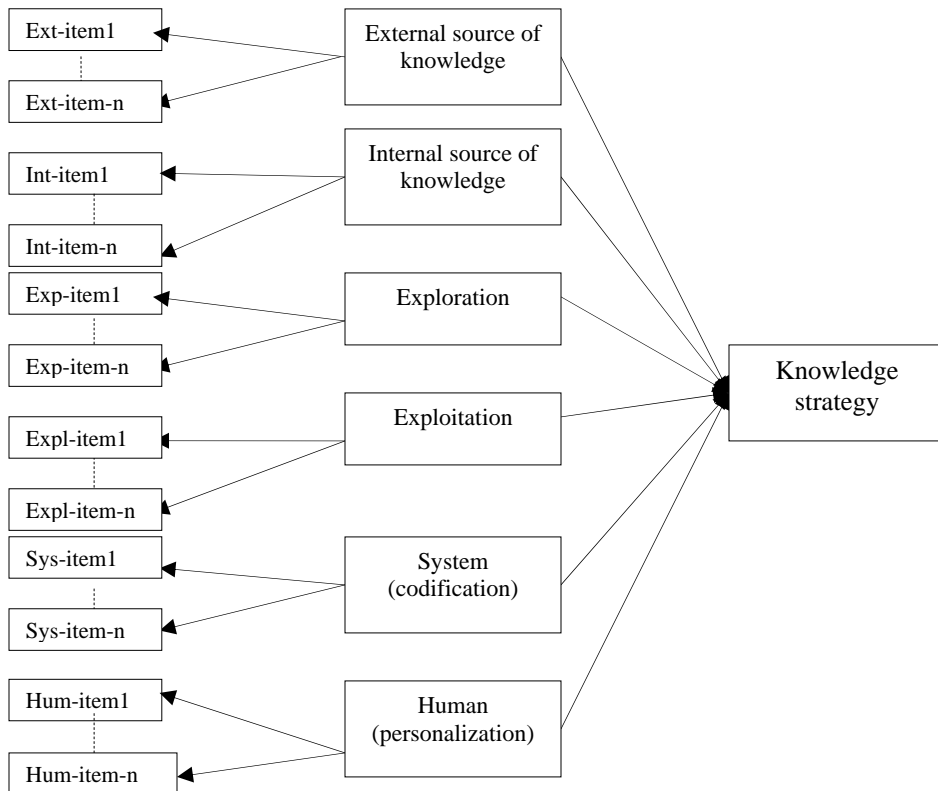 Ext-item1
Ext-item-n
Int-item1
Int-item-n
Exp-item1
Exp-item-n
Expl-item1
Expl-item-n
Sys-item1
Sys-item-n
Hum-item1
Hum-item-n
External source of
knowledge
Internal source of
knowledge
Exploration
Exploitation
System
(codification)
Human
(personalization)
Knowledge
strategy